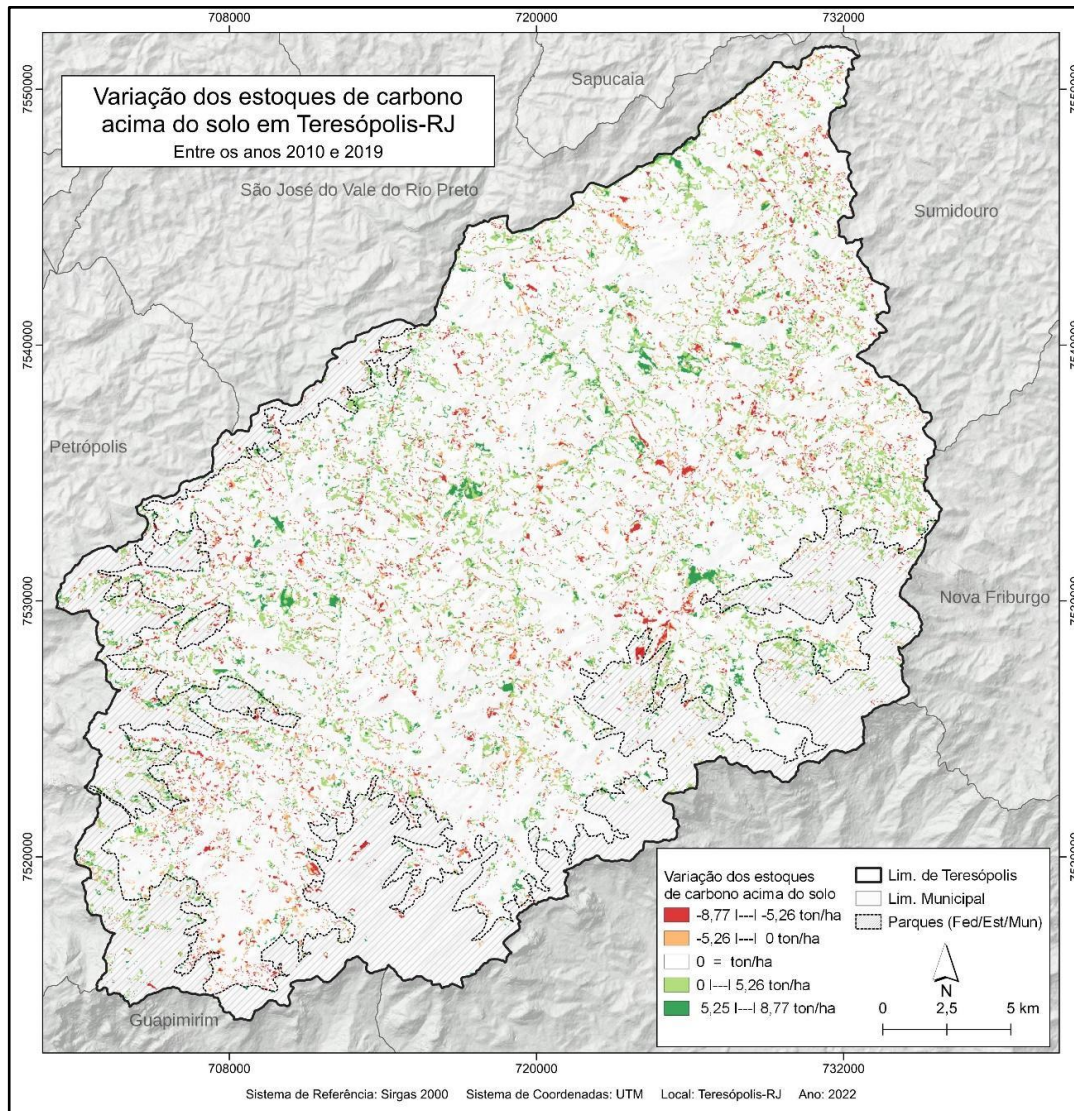 708000
720000
732000
Variação dos estoques de carbono
acima do solo em Teresópolis-RJ
Entre os anos 2010 e 2019
7550000
7550000
Sapucaia
São José do Vale do Rio Preto
Sumidouro
7540000
7540000
Petrópolis
7530000
7530000
Nova Friburgo
7520000
7520000
Guapimirim
Variação dos estoques
de carbono acima do solo
-8,77 I---I -5,26 ton/ha
-5,26 I---I 0 ton/ha
0 = ton/ha
0 I---I 5,26 ton/ha
5,25 I---I 8,77 ton/ha
Lim. de Teresópolis
Lim. Municipal
Parques (Fed/Est/Mun)
N
0 2,5 5 km
708000
720000
732000
Sistema de Referência: Sirgas 2000 Sistema de Coordenadas: UTM Local: Teresópolis-RJ Ano: 2022